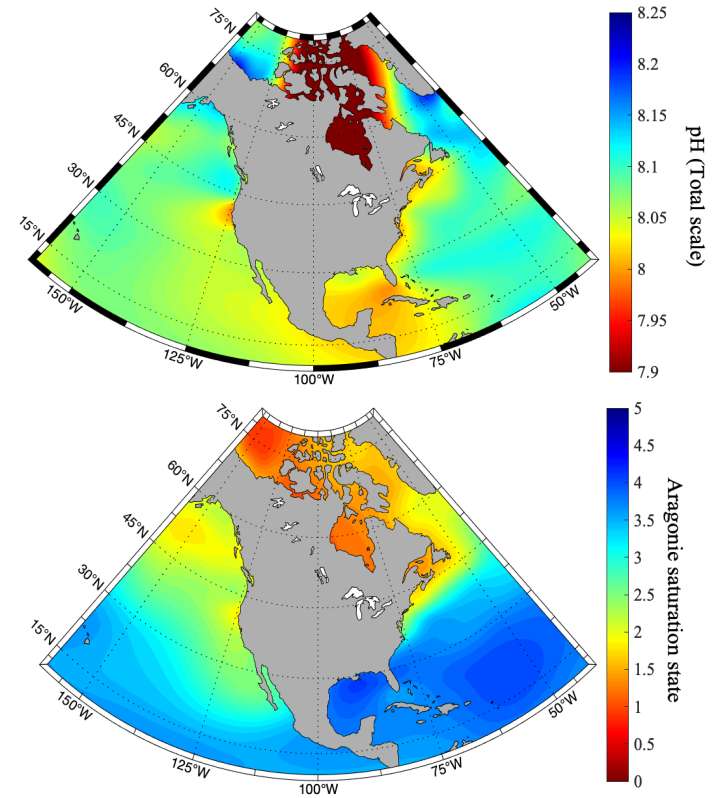 75°N
60°N
45°N
30°N
15°N
150°W
125°W
100°W
75°W
50°W
8.25
8.2
8.15
8.1
8.05
8
7.95
7.9
pH (Total scale)
75°N
60°N
45°N
30°N
15°N
150°W
125°W
100°W
75°W
50°W
5
4.5
4
3.5
3
2.5
2
1.5
1
0.5
0
Aragonie saturation state